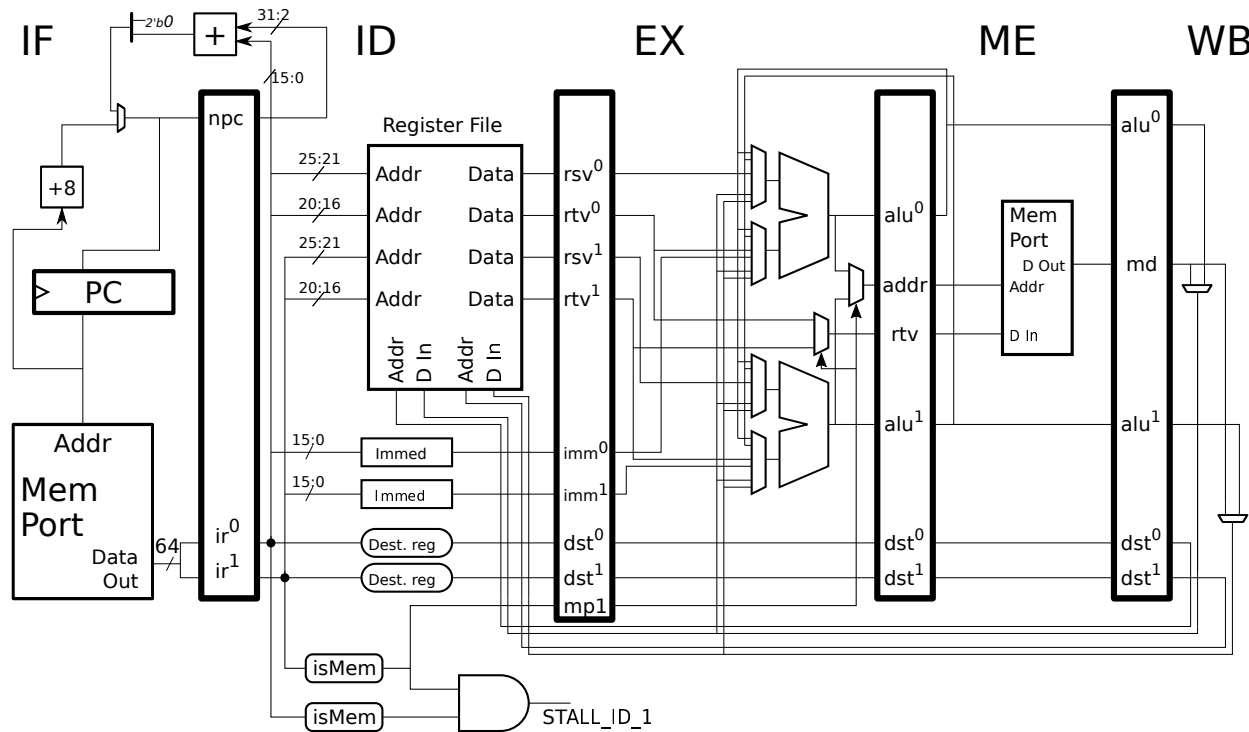 IF
ID
EX
ME
WB
2'b0
+
31:2
15:0
npc
Register File
+8
PC
25:21
Addr
Data
rsv⁰
20:16
Addr
Data
rtv⁰
25:21
Addr
Data
rsv¹
20:16
Addr
Data
rtv¹
Addr
D In
Addr
D In
alu⁰
addr
rtv
alu¹
Mem
Port
D Out
Addr
D In
alu⁰
md
alu¹
Addr
Mem
Port
Data
Out
64
ir⁰
ir¹
15:0
Immed
imm⁰
15:0
Immed
imm¹
Dest. reg
dst⁰
dst⁰
dst⁰
Dest. reg
dst¹
dst¹
dst¹
mp1
isMem
isMem
STALL_ID_1